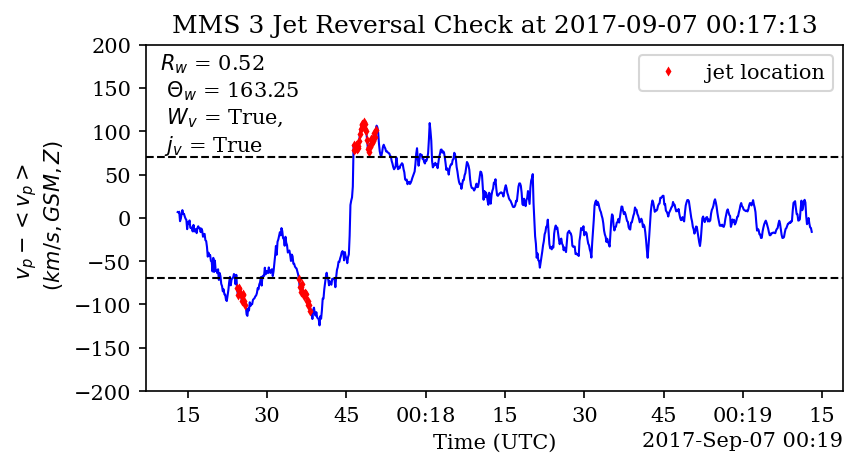 MMS 3 Jet Reversal Check at 2017-09-07 00:17:13
200
150
100
50
0
−50
−100
−150
−200
v_p − < v_p >
(km/s, GSM, Z)
R_w = 0.52
Θ_w = 163.25
W_v = True,
j_v = True
jet location
15 30 45 00:18 15 30 45 00:19 15
Time (UTC)
2017-Sep-07 00:19